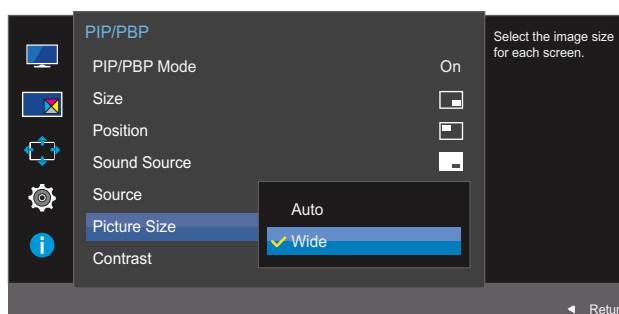 PIP/PBP
Select the image size
for each screen.
PIP/PBP Mode On
Size
Position
Sound Source
Source
Picture Size
Contrast
Auto
Wide